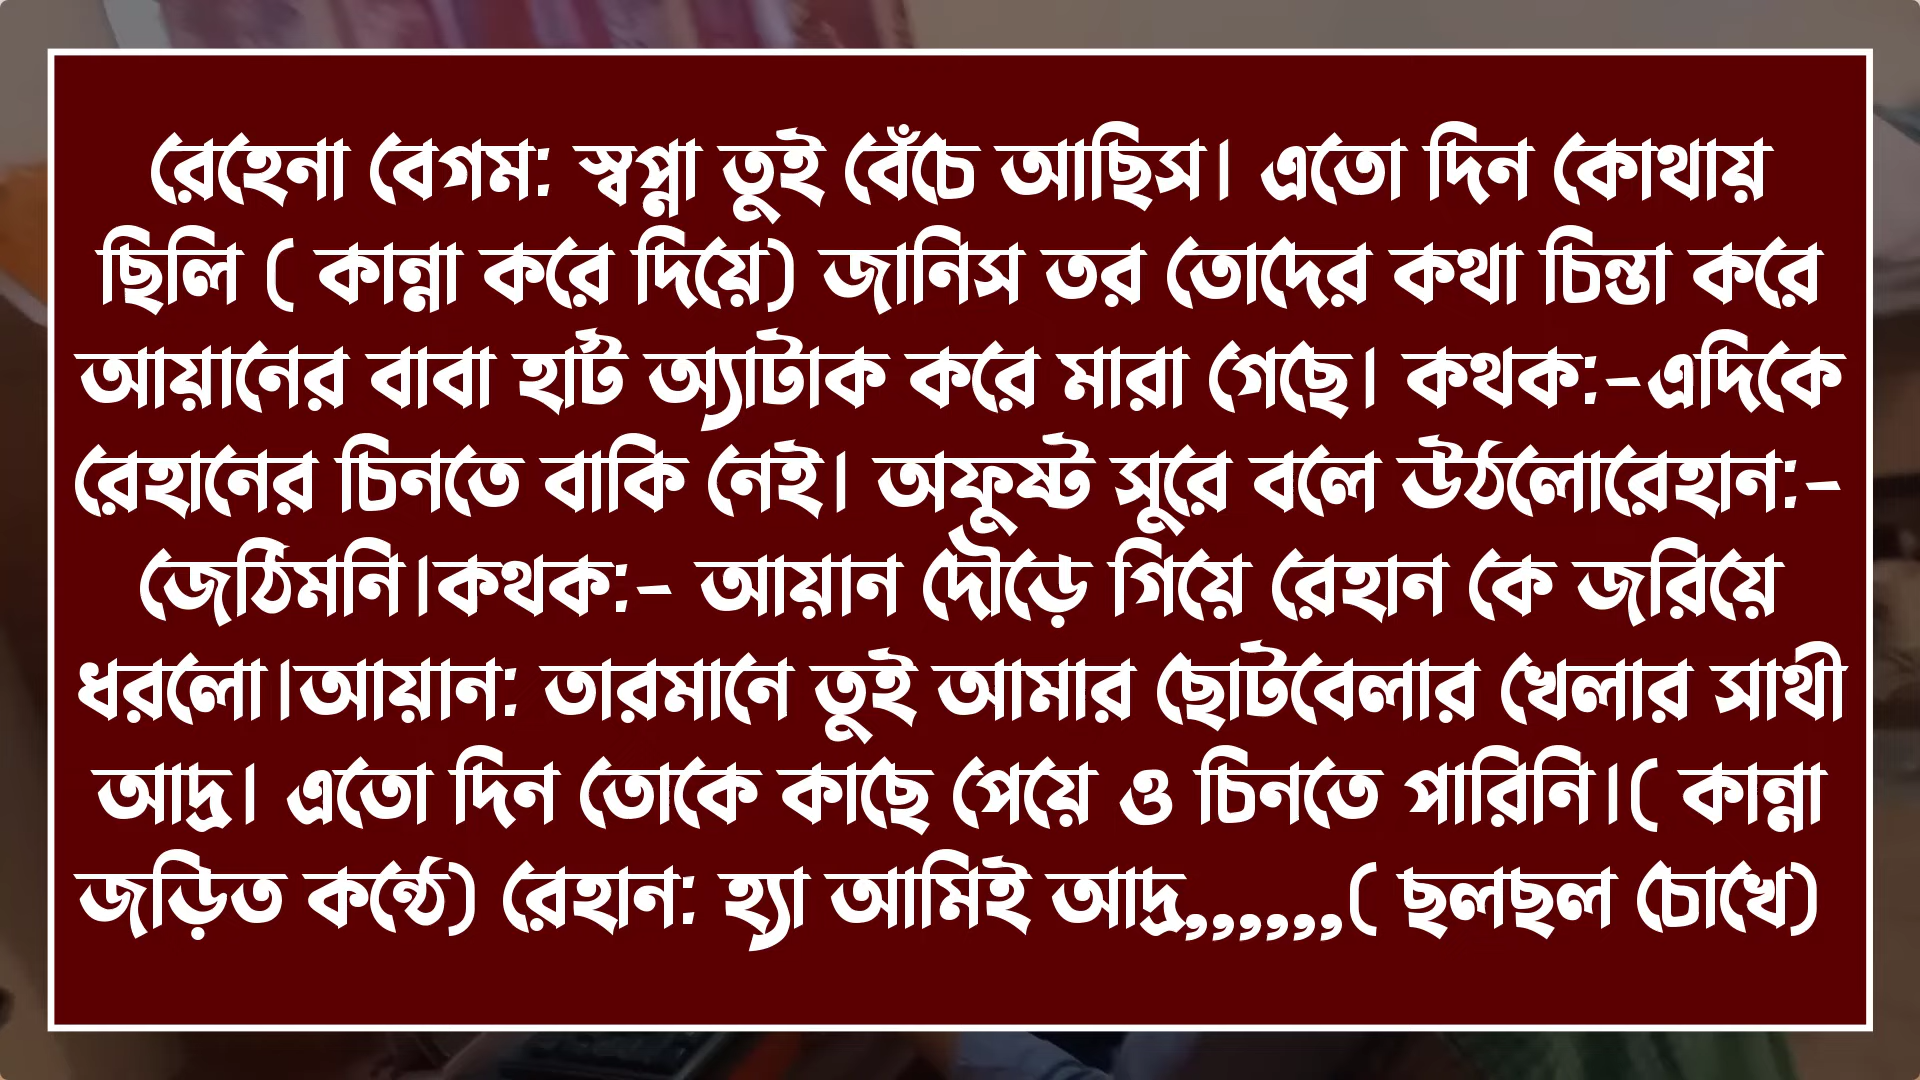 রেহেনা বেগম: স্বপ্না তুই বেঁচে আছিস। এতো দিন কোথায়
ছিলি ( কান্না করে দিয়ে) জানিস তর তোদের কথা চিন্তা করে
আয়ানের বাবা হার্ট অ্যাটাক করে মারা গেছে। কথক:-এদিকে
রেহানের চিনতে বাকি নেই। অফুষ্ট সুরে বলে উঠলোরেহান:-
জেঠিমনি।কথক:- আয়ান দৌড়ে গিয়ে রেহান কে জরিয়ে
ধরলো।আয়ান: তারমানে তুই আমার ছোটবেলার খেলার সাথী
আদ্র। এতো দিন তোকে কাছে পেয়ে ও চিনতে পারিনি।( কান্না
জড়িত কন্ঠে) রেহান: হ্যা আমিই আদ্র,,,,,,( ছলছল চোখে)